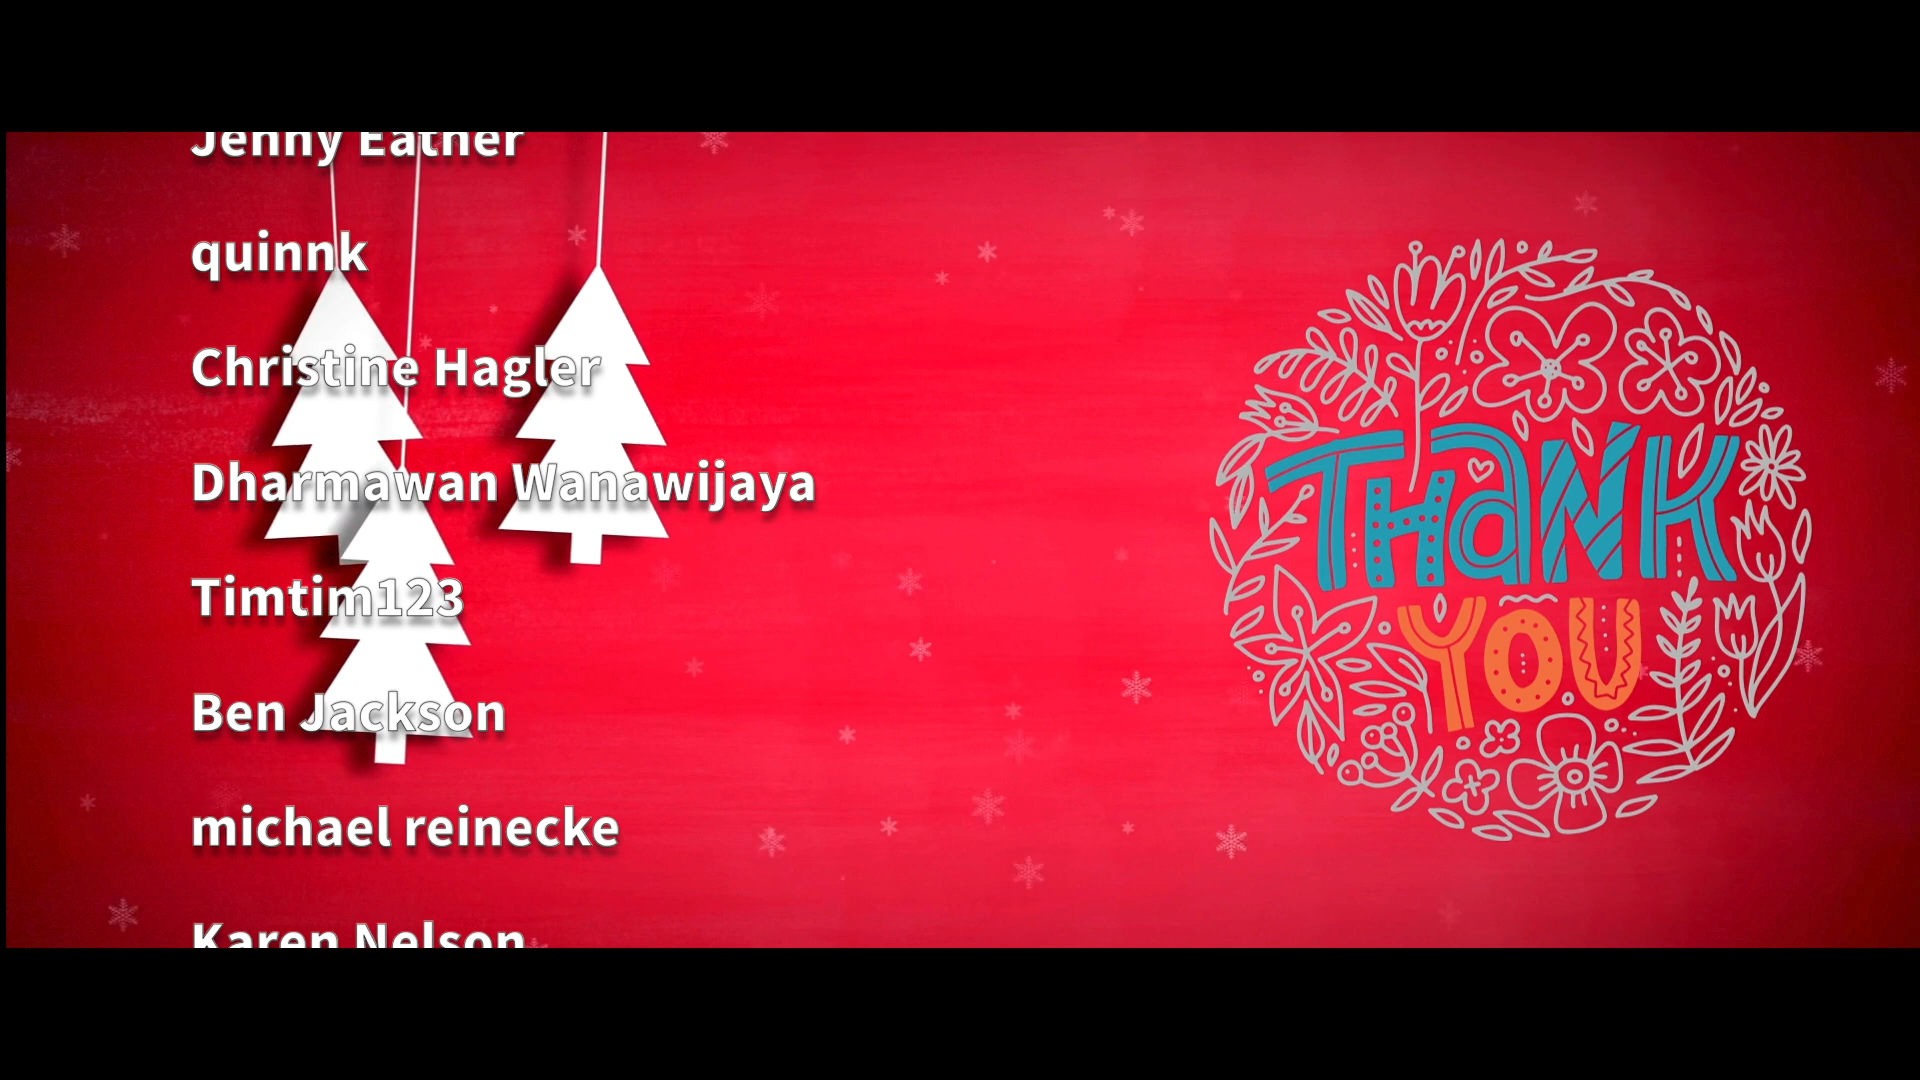 Jenny Eather
quinnk
Christine Hagler
Dharmawan Wanawijaya
Timtim123
Ben Jackson
michael reinecke
Karen Nelson
THaNK
YOU